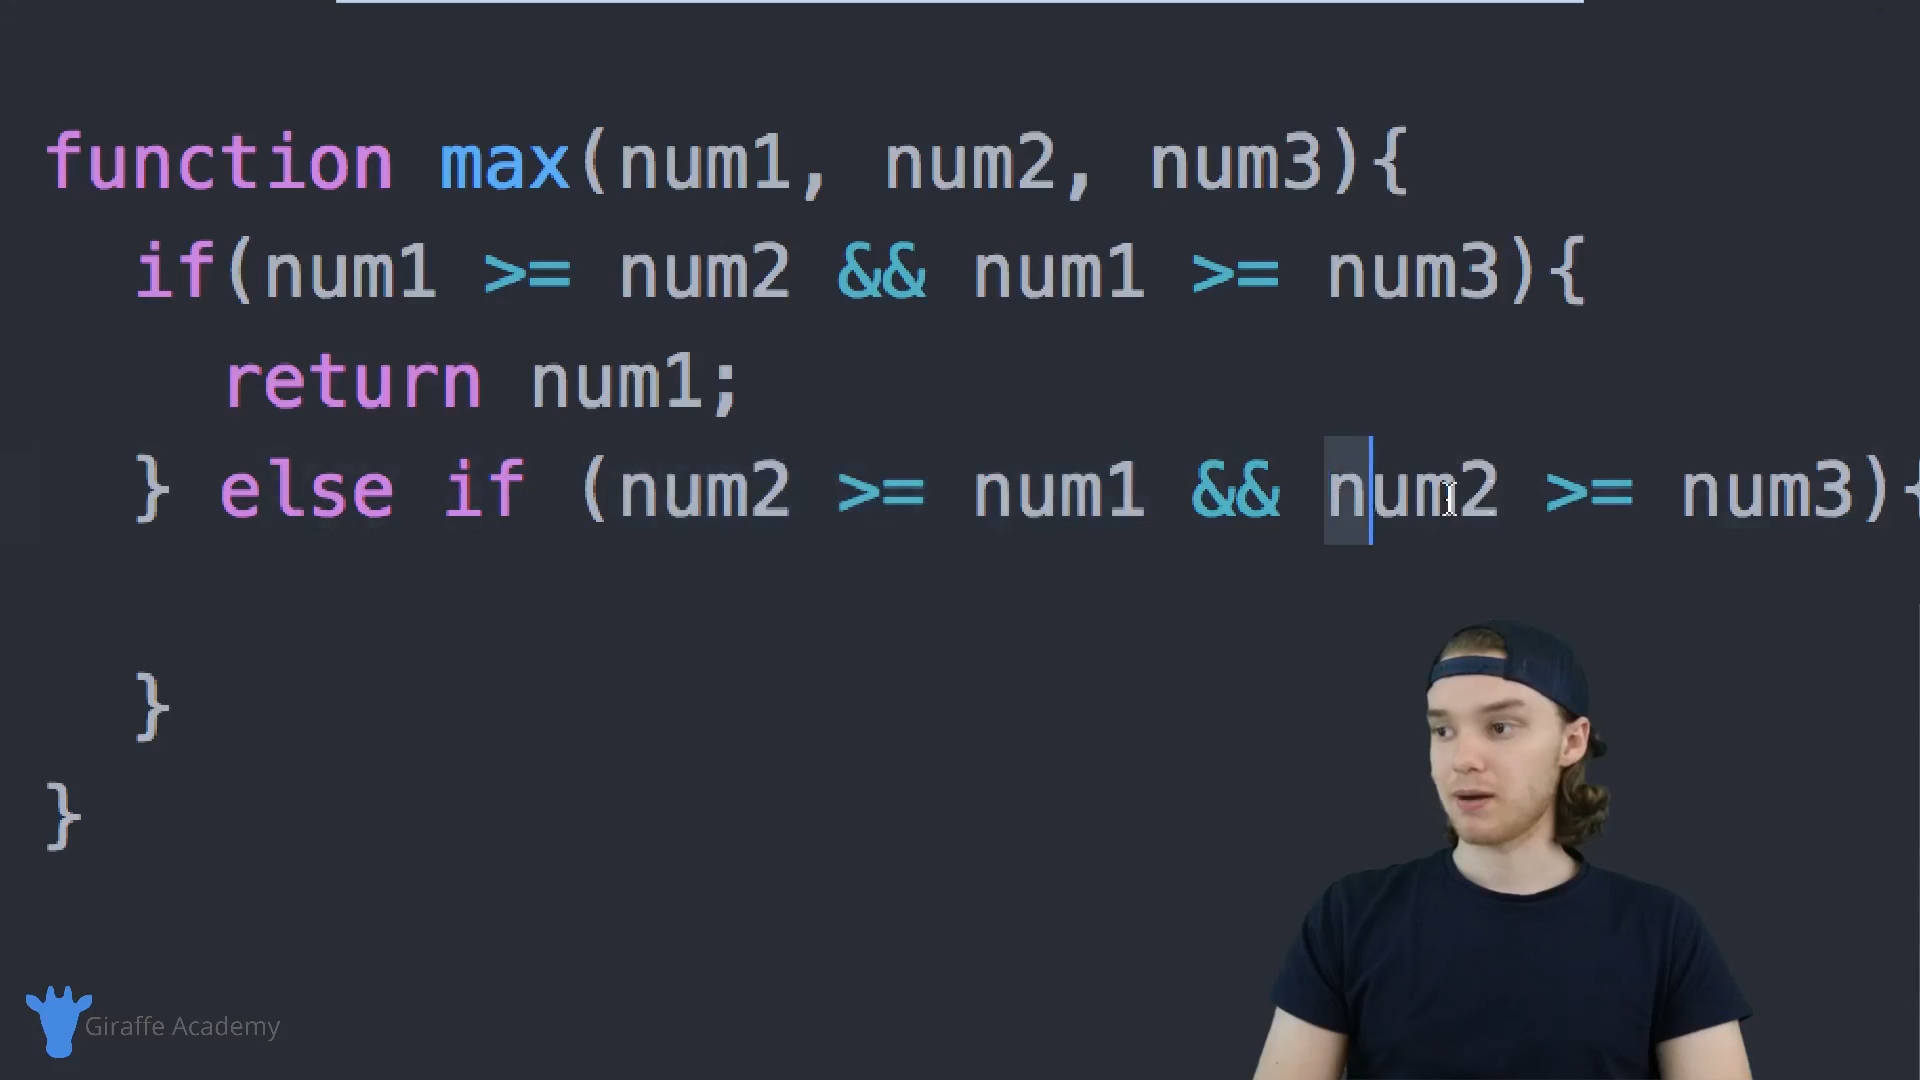 function max(num1, num2, num3){
if(num1 >= num2 && num1 >= num3){
return num1;
} else if (num2 >= num1 && num2 >= num3){
}
}
Giraffe Academy